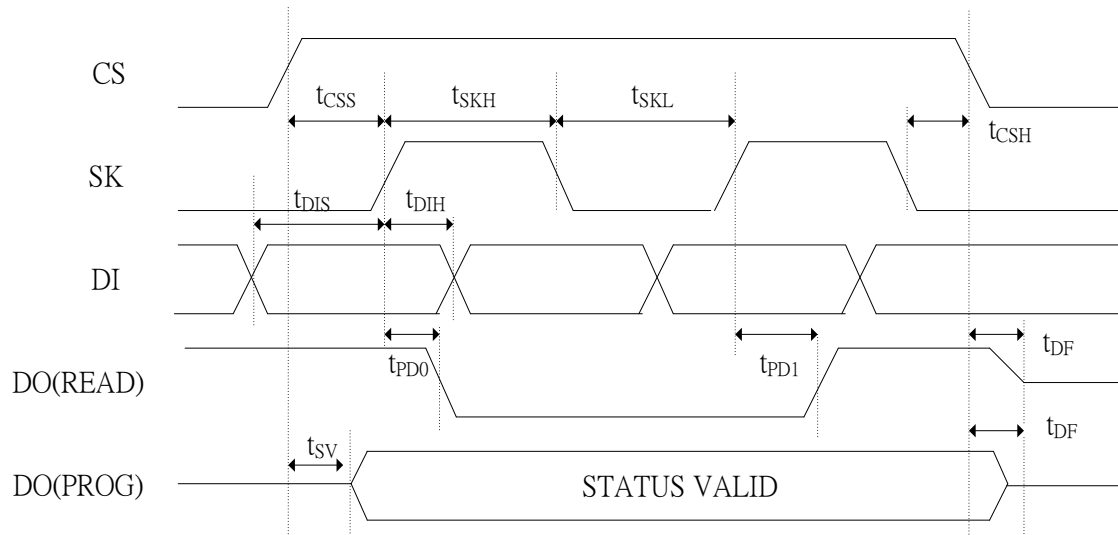 CS
tCSS
tSKH
tSKL
tCSH
SK
tDIS
tDIH
DI
tPD0
tPD1
tDF
DO(READ)
tDF
tSV
DO(PROG)
STATUS VALID